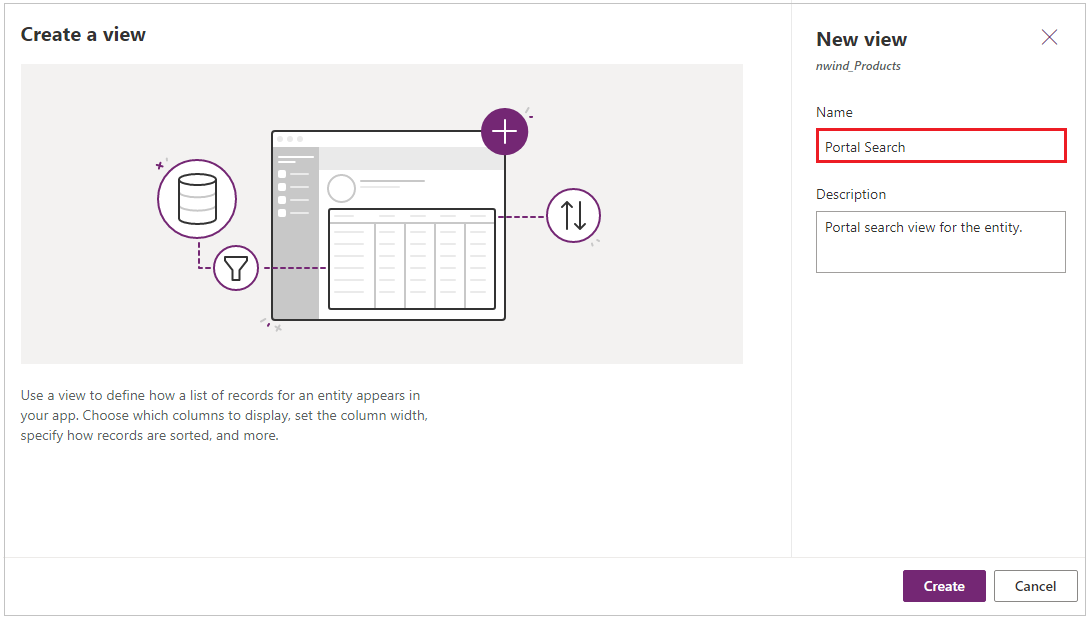 Create a view
Use a view to define how a list of records for an entity appears in
your app. Choose which columns to display, set the column width,
specify how records are sorted, and more.
New view
nwind_Products
Name
Portal Search
Description
Portal search view for the entity.
Create
Cancel